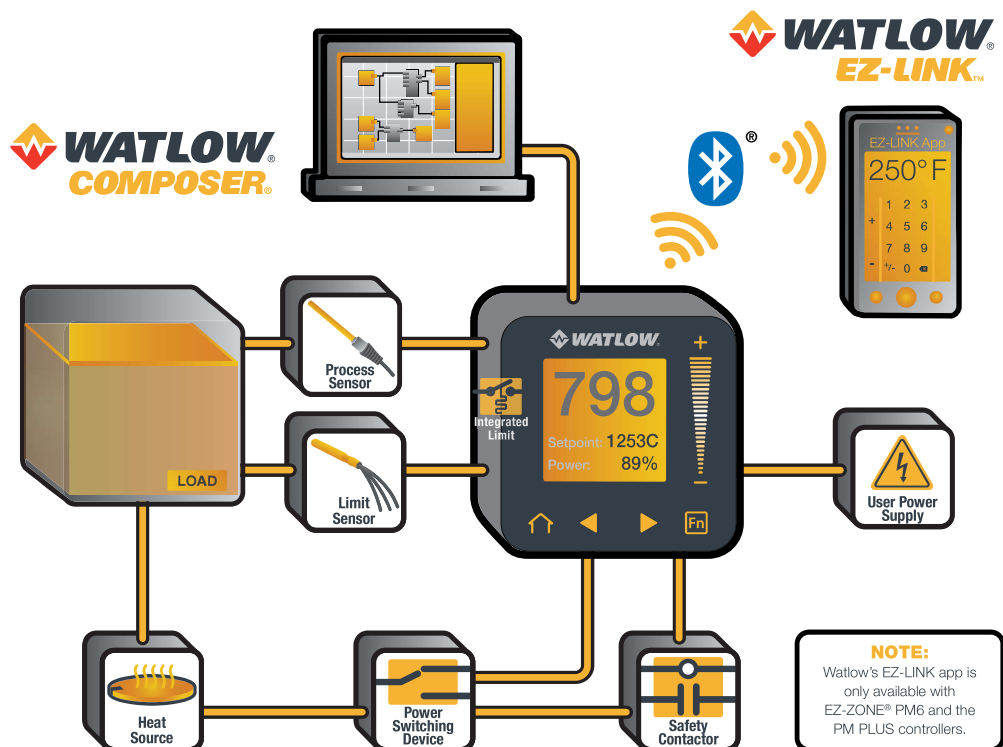 WATLOW®
EZ-LINK™
WATLOW®
COMPOSER®
®
EZ-LINK App
250° F
1 2 3
+ 4 5 6
7 8 9
- +/- 0
Process
Sensor
WATLOW
+
798
Integrated
Limit
Setpoint: 1253C
Power: 89%
−
Fn
LOAD
Limit
Sensor
User Power
Supply
Heat
Source
Power
Switching
Device
Safety
Contactor
NOTE:
Watlow’s EZ-LINK app is
only available with
EZ-ZONE® PM6 and the
PM PLUS controllers.